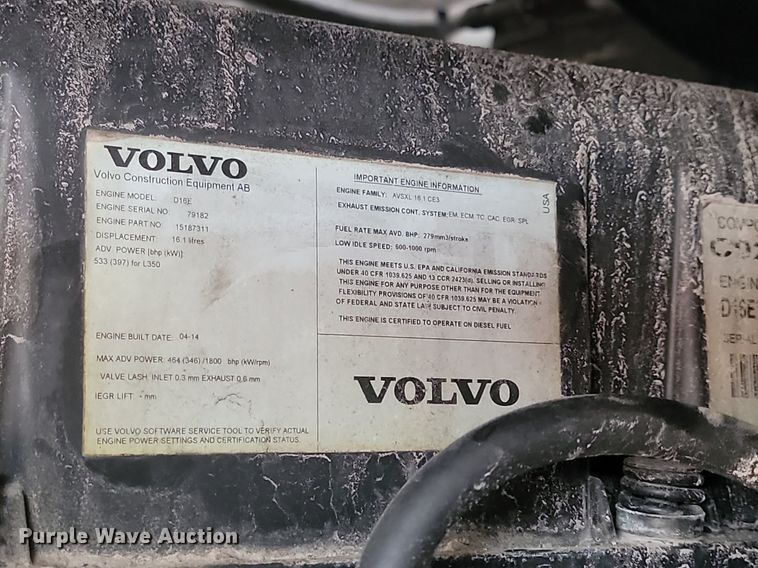 VOLVO
Volvo Construction Equipment AB
ENGINE MODEL: D16E
ENGINE SERIAL NO: 79182
ENGINE PART NO: 15187311
DISPLACEMENT: 16.1 litres
ADV. POWER [bhp (kW)]:
533 (397) for L350
ENGINE BUILT DATE: 04-14
MAX ADV POWER: 464 (346) /1800 bhp (kW/rpm)
VALVE LASH: INLET 0.3 mm EXHAUST 0.6 mm
IEGR LIFT - mm
USE VOLVO SOFTWARE SERVICE TOOL TO VERIFY ACTUAL
ENGINE POWER SETTINGS AND CERTIFICATION STATUS.
IMPORTANT ENGINE INFORMATION
USA
ENGINE FAMILY: AVSXL 16.1 CE3
EXHAUST EMISSION CONT. SYSTEM: EM, ECM, TC, CAC, EGR, SPL
FUEL RATE MAX ADV. BHP: 279mm3/stroke
LOW IDLE SPEED: 600-1000 rpm
THIS ENGINE MEETS U.S. EPA AND CALIFORNIA EMISSION STANDARDS
UNDER 40 CFR 1039.625 AND 13 CCR 2423(d). SELLING OR INSTALLING
THIS ENGINE FOR ANY PURPOSE OTHER THAN FOR THE EQUIPMENT
FLEXIBILITY PROVISIONS OF 40 CFR 1039.625 MAY BE A VIOLATION
OF FEDERAL AND STATE LAW SUBJECT TO CIVIL PENALTY.
THIS ENGINE IS CERTIFIED TO OPERATE ON DIESEL FUEL
VOLVO
D16E
Purple Wave Auction